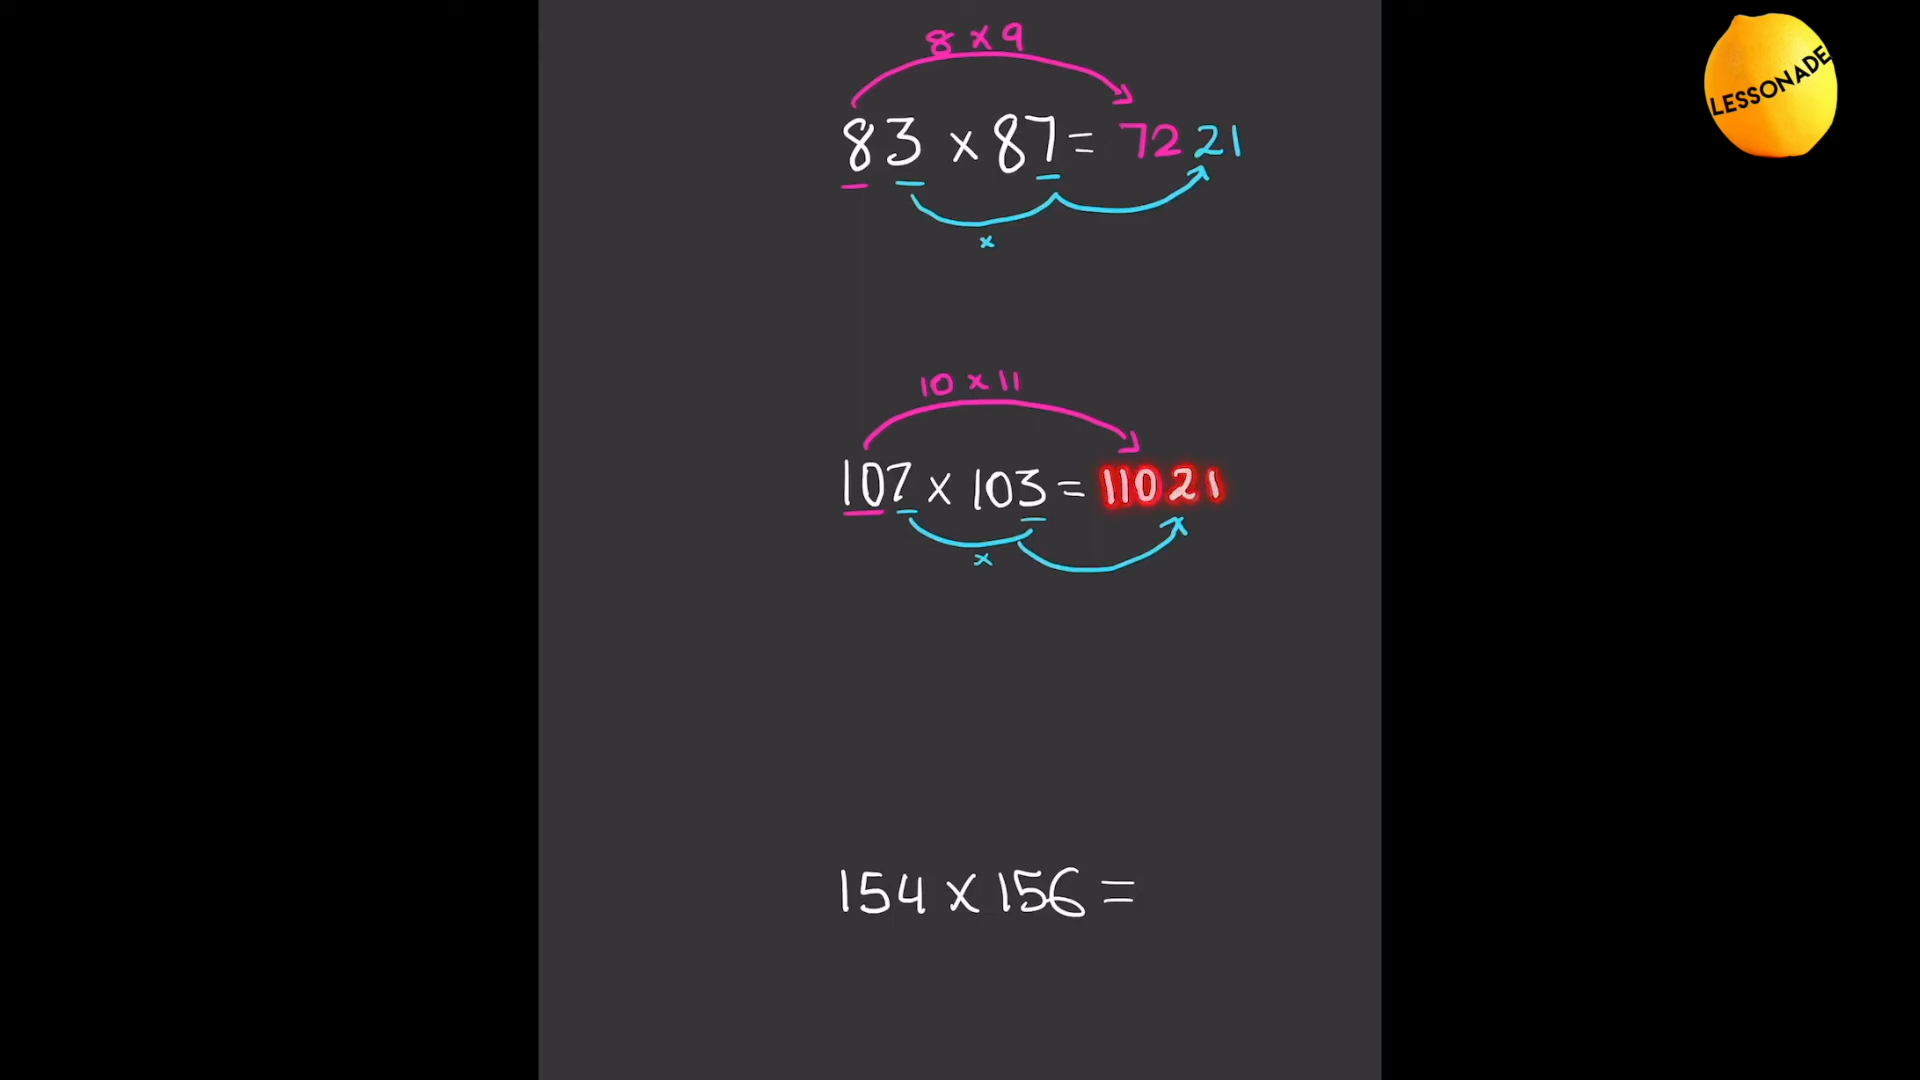 8 x 9
83 x 87 = 7221
x
10 x 11
107 x 103 = 11021
x
154 x 156 =
LESSONADE